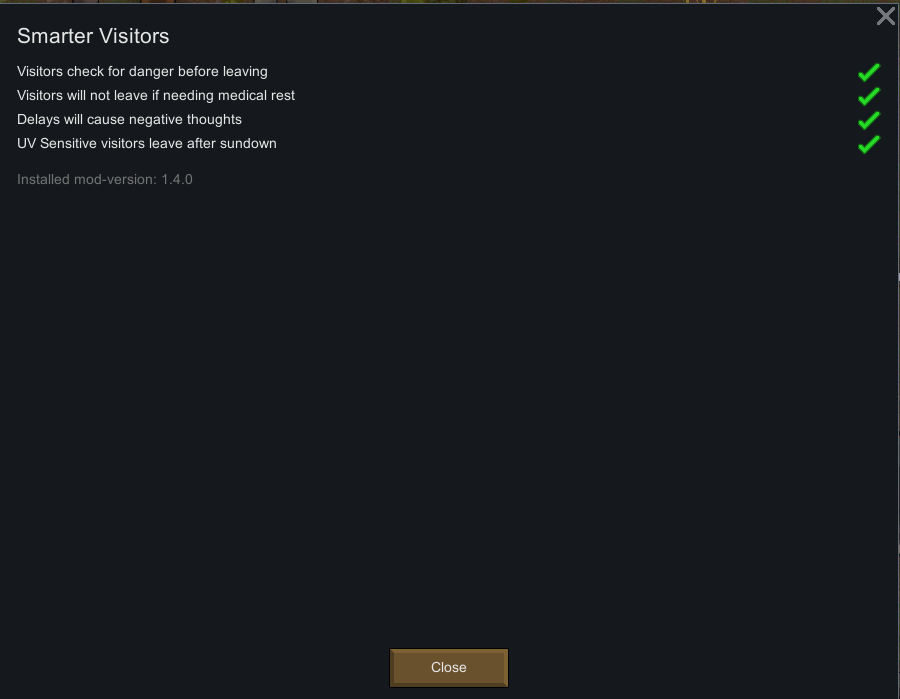 Smarter Visitors
Visitors check for danger before leaving
Visitors will not leave if needing medical rest
Delays will cause negative thoughts
UV Sensitive visitors leave after sundown
Installed mod-version: 1.4.0
Close